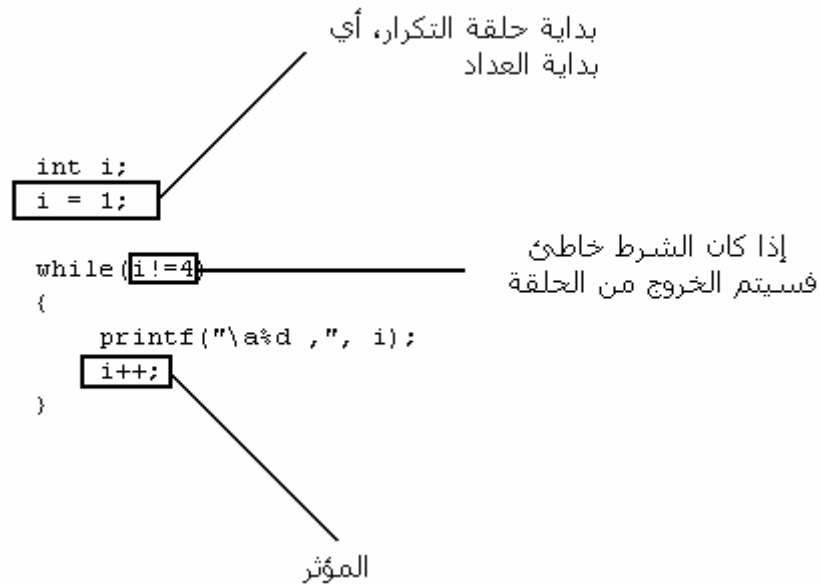 بداية حلقة التكرار، أي
بداية العداد
int i;
i = 1;
while(i!=4)
إذا كان الشرط خاطئ
فسيتم الخروج من الحلقة
{
printf("\a%d ,", i);
i++;
}
المؤثر